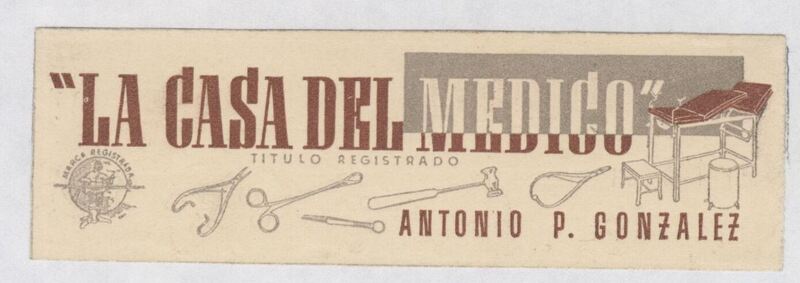 "LA CASA DEL MEDICO"
TITULO REGISTRADO
MARCA REGISTRADA
ANTONIO P. GONZALEZ